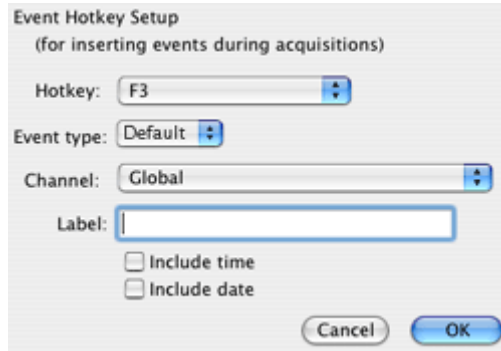 Event Hotkey Setup
(for inserting events during acquisitions)
Hotkey: F3
Event type: Default
Channel: Global
Label:
Include time
Include date
Cancel OK